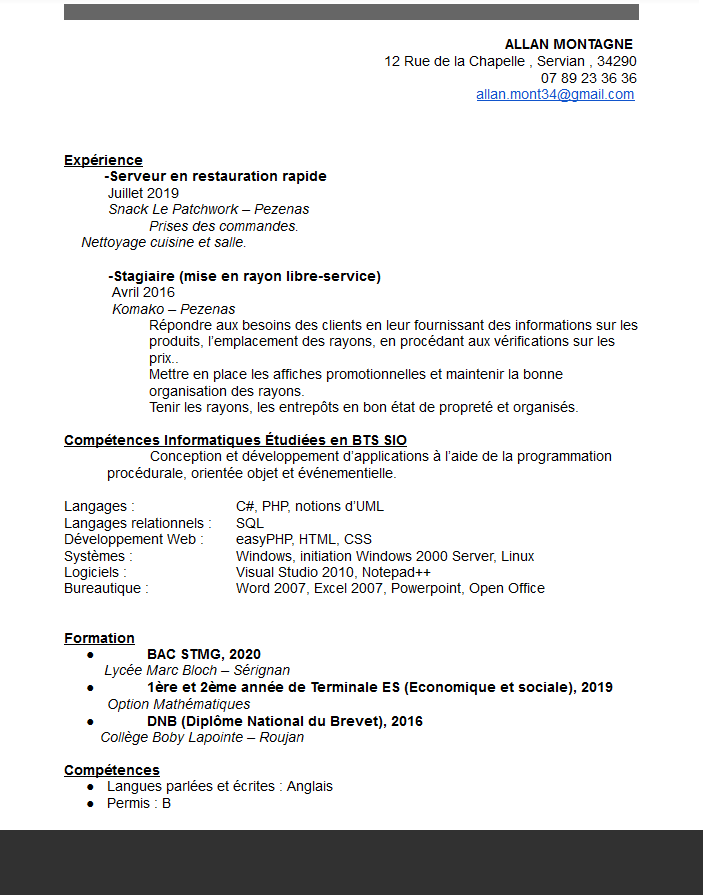 ALLAN MONTAGNE
12 Rue de la Chapelle , Servian , 34290
07 89 23 36 36
allan.mont34@gmail.com
Expérience
-Serveur en restauration rapide
Juillet 2019
Snack Le Patchwork – Pezenas
Prises des commandes.
Nettoyage cuisine et salle.
-Stagiaire (mise en rayon libre-service)
Avril 2016
Komako – Pezenas
Répondre aux besoins des clients en leur fournissant des informations sur les
produits, l’emplacement des rayons, en procédant aux vérifications sur les
prix..
Mettre en place les affiches promotionnelles et maintenir la bonne
organisation des rayons.
Tenir les rayons, les entrepôts en bon état de propreté et organisés.
Compétences Informatiques Étudiées en BTS SIO
Conception et développement d’applications à l’aide de la programmation
procédurale, orientée objet et événementielle.
Langages : C#, PHP, notions d’UML
Langages relationnels : SQL
Développement Web : easyPHP, HTML, CSS
Systèmes : Windows, initiation Windows 2000 Server, Linux
Logiciels : Visual Studio 2010, Notepad++
Bureautique : Word 2007, Excel 2007, Powerpoint, Open Office
Formation
● BAC STMG, 2020
Lycée Marc Bloch – Sérignan
● 1ère et 2ème année de Terminale ES (Economique et sociale), 2019
Option Mathématiques
● DNB (Diplôme National du Brevet), 2016
Collège Boby Lapointe – Roujan
Compétences
● Langues parlées et écrites : Anglais
● Permis : B